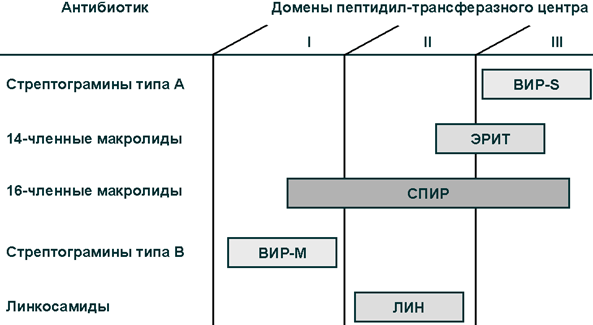 Антибиотик Домены пептидил-трансферазного центра
I II III
Стрептограмины типа А ВИР-S
14-членные макролиды ЭРИТ
16-членные макролиды СПИР
Стрептограмины типа В ВИР-М
Линкосамиды ЛИН